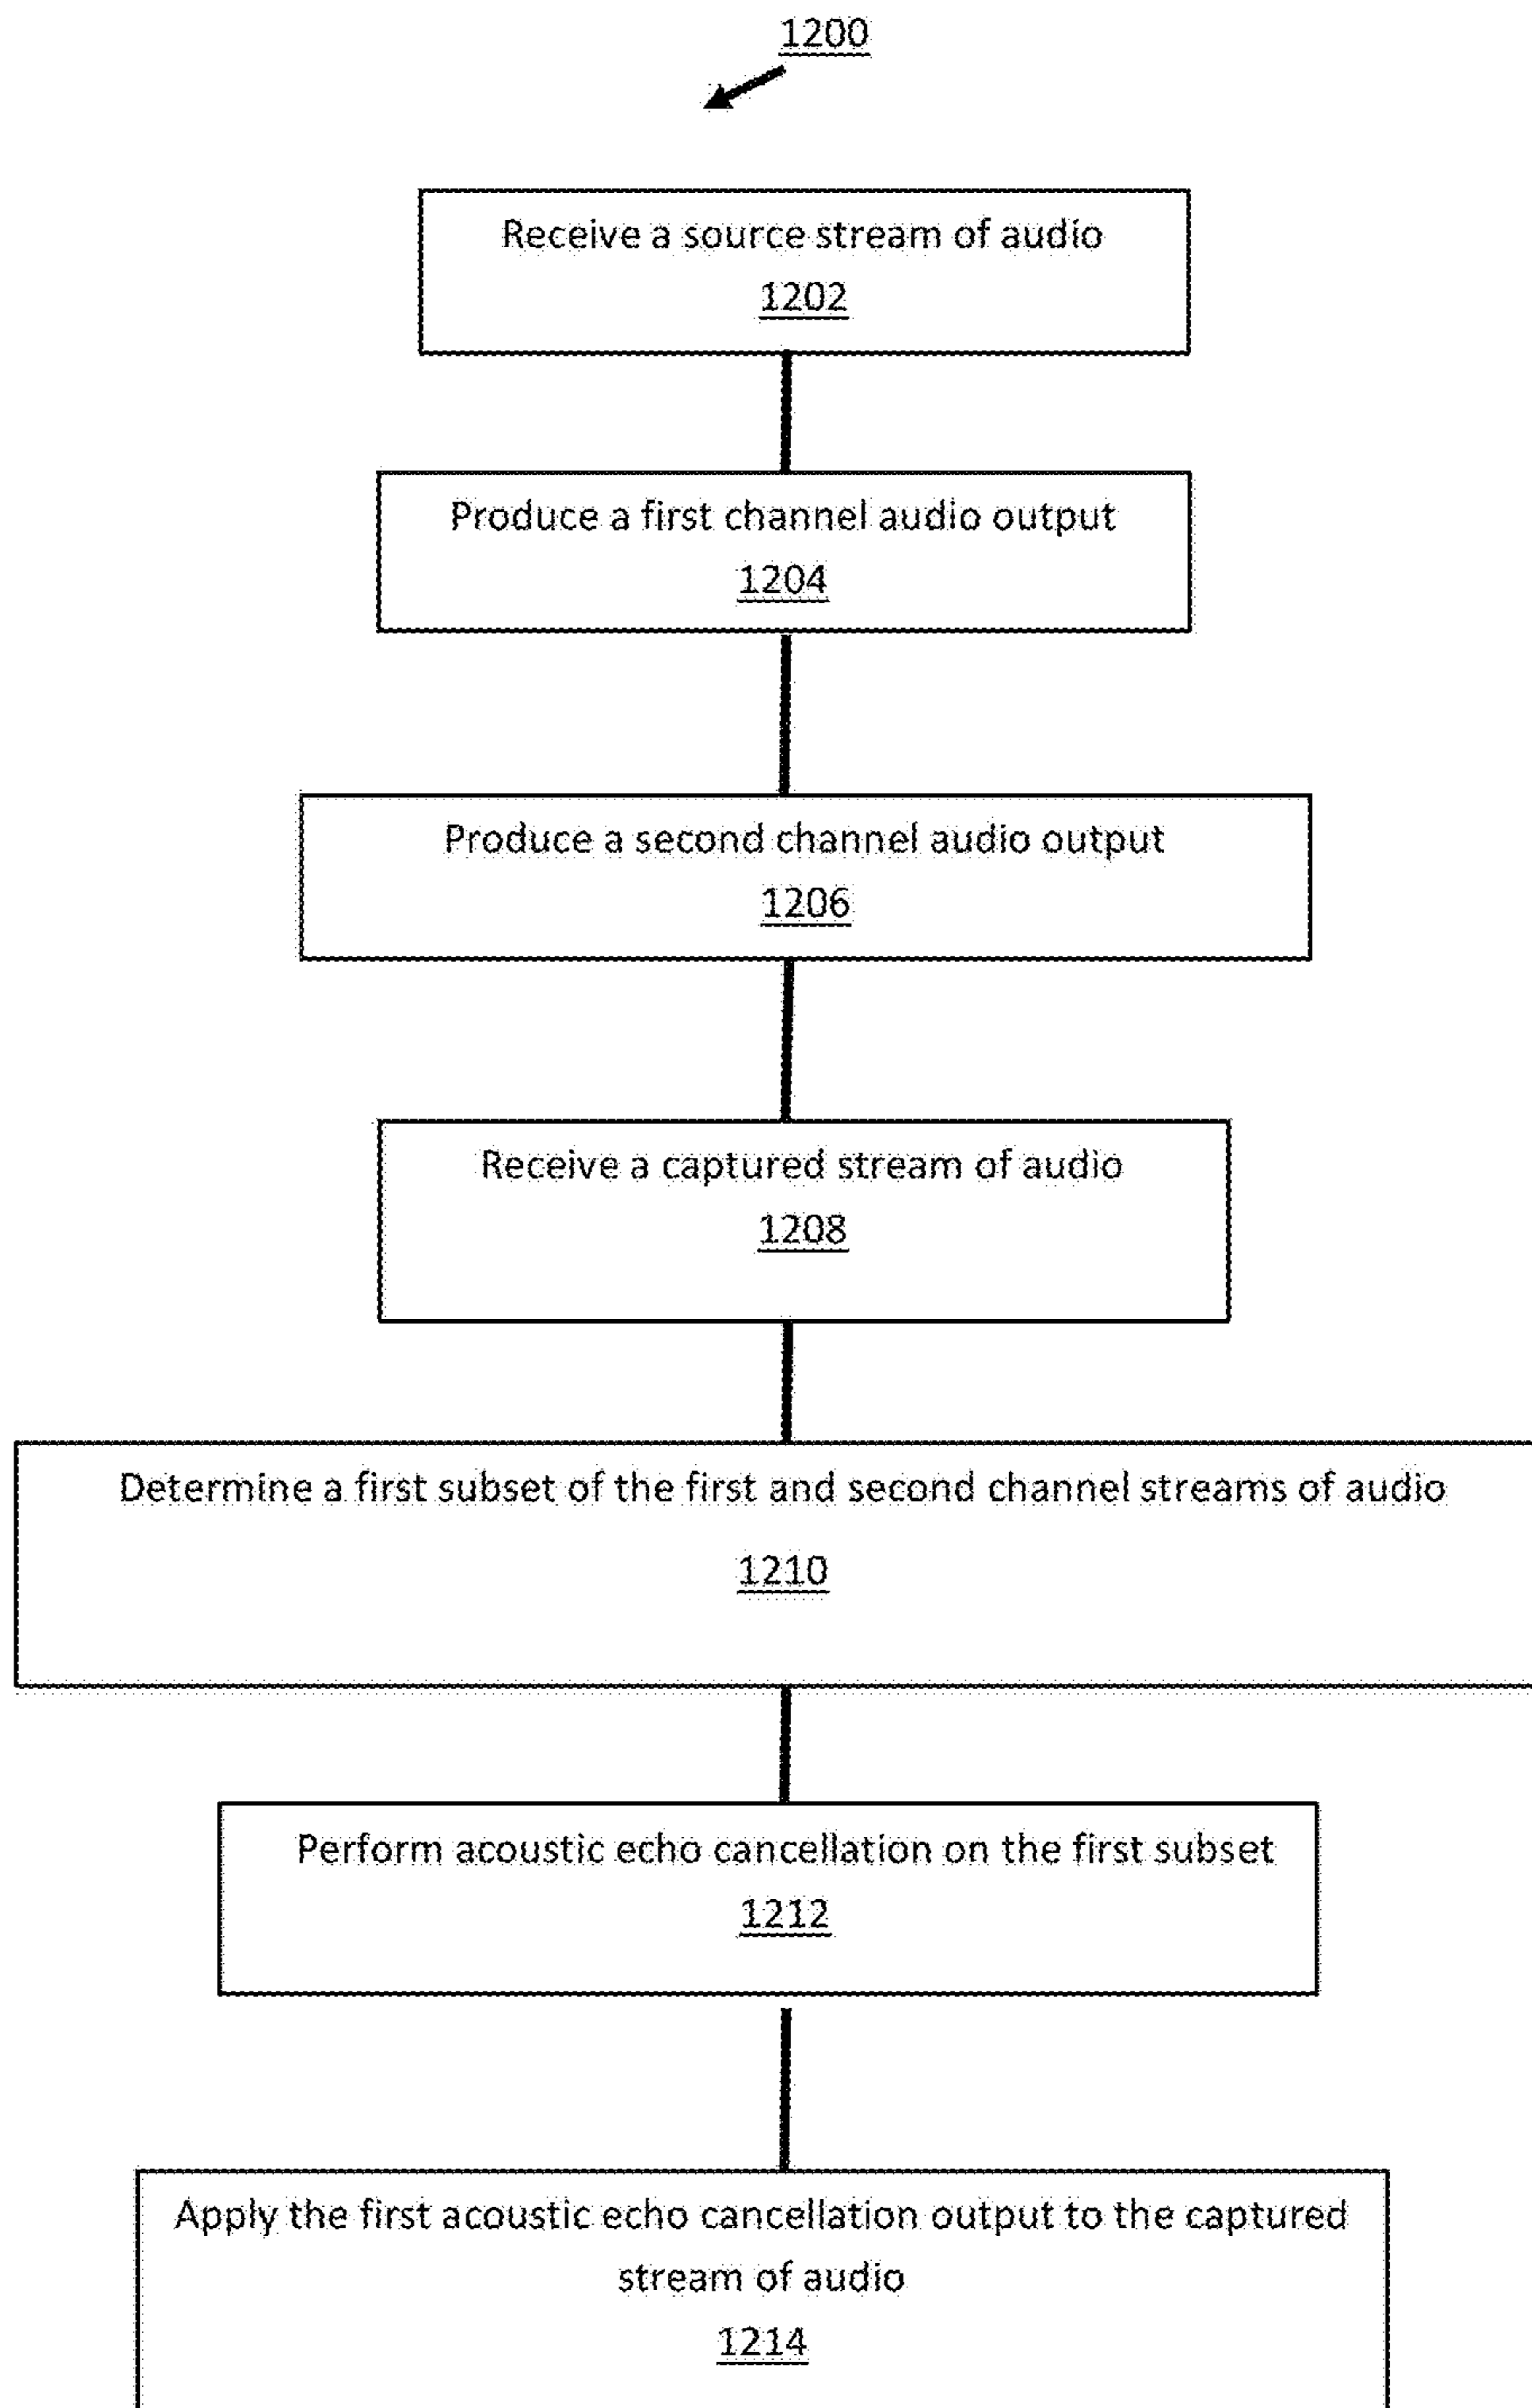 1200
Receive a source stream of audio
1202
Produce a first channel audio output
1204
Produce a second channel audio output
1206
Receive a captured stream of audio
1208
Determine a first subset of the first and second channel streams of audio
1210
Perform acoustic echo cancellation on the first subset
1212
Apply the first acoustic echo cancellation output to the captured
stream of audio
1214